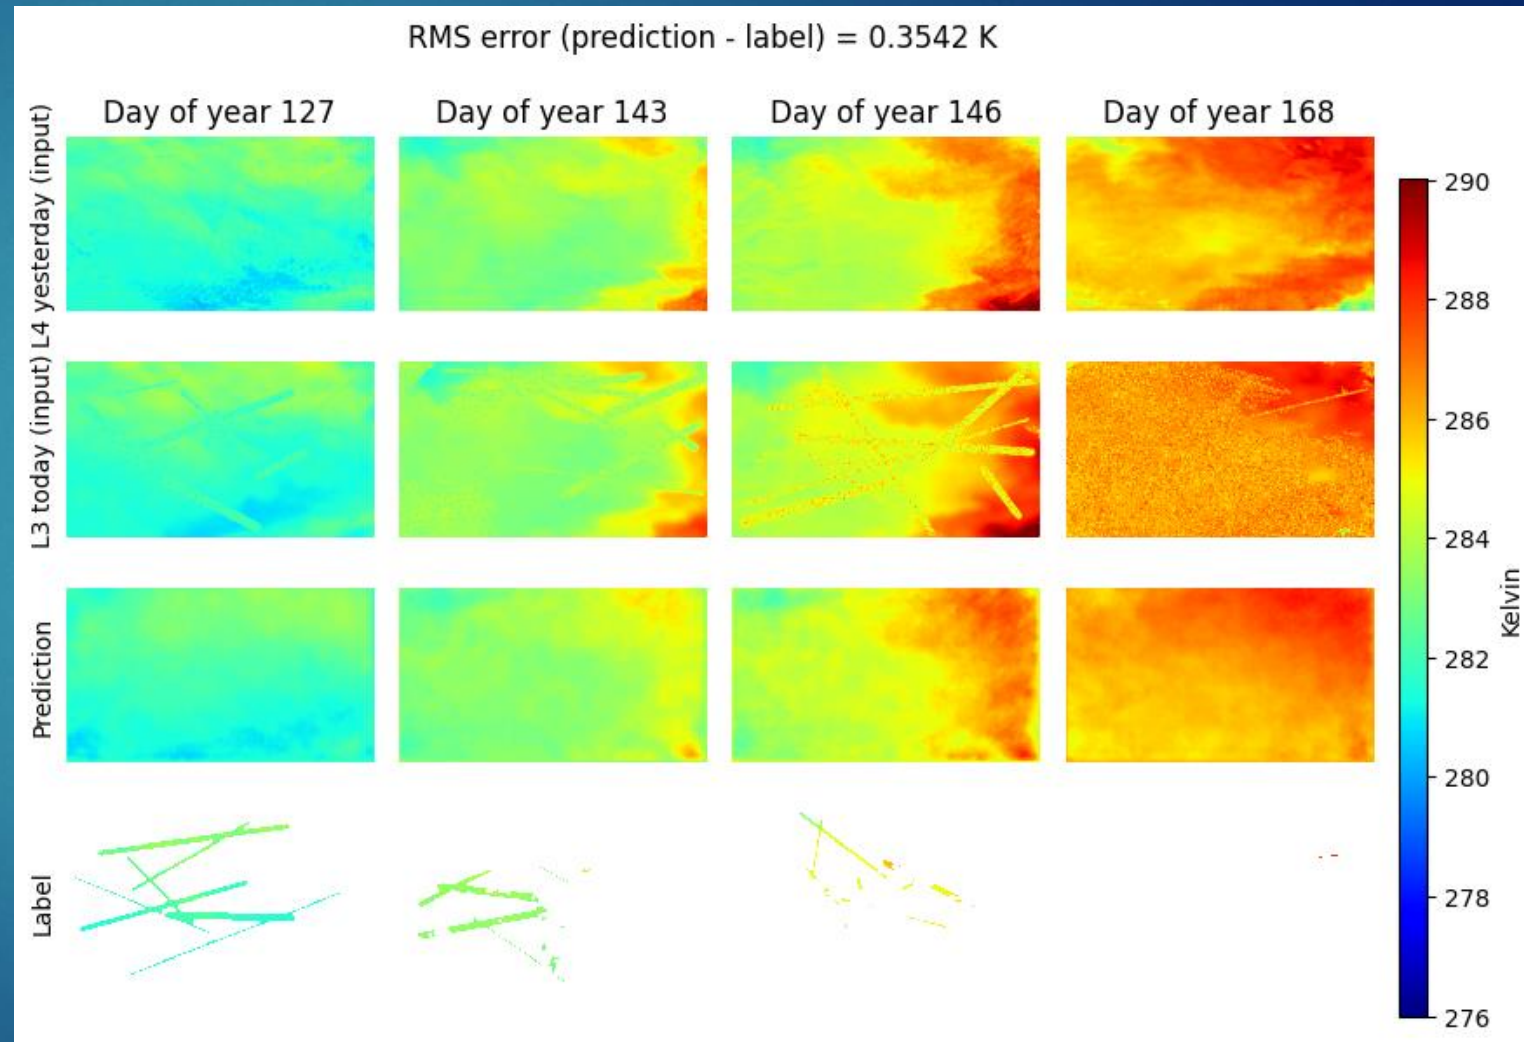 RMS error (prediction - label) = 0.3542 K
Day of year 127
Day of year 143
Day of year 146
Day of year 168
L4 yesterday (input)
L3 today (input)
Prediction
Label
290
288
286
284
282
280
278
276
Kelvin